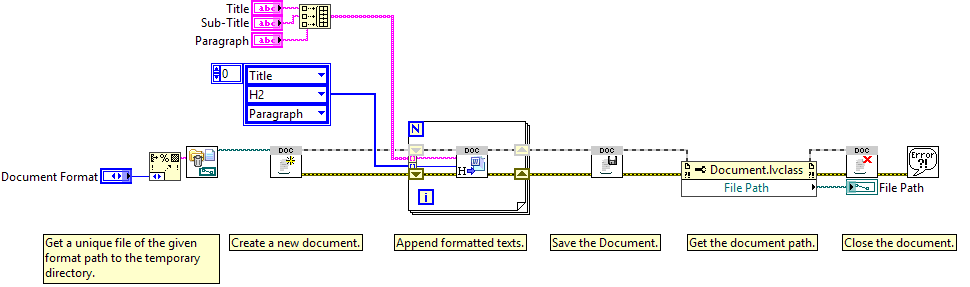 Title
abc
Sub-Title
abc
Paragraph
abc
0
Title
H2
Paragraph
N
DOC
DOC
DOC
DOC
%
H
Document.lvclass
File Path
Error
?!
Document Format
File Path
i
Get a unique file of the given
format path to the temporary
directory.
Create a new document.
Append formatted texts.
Save the Document.
Get the document path.
Close the document.